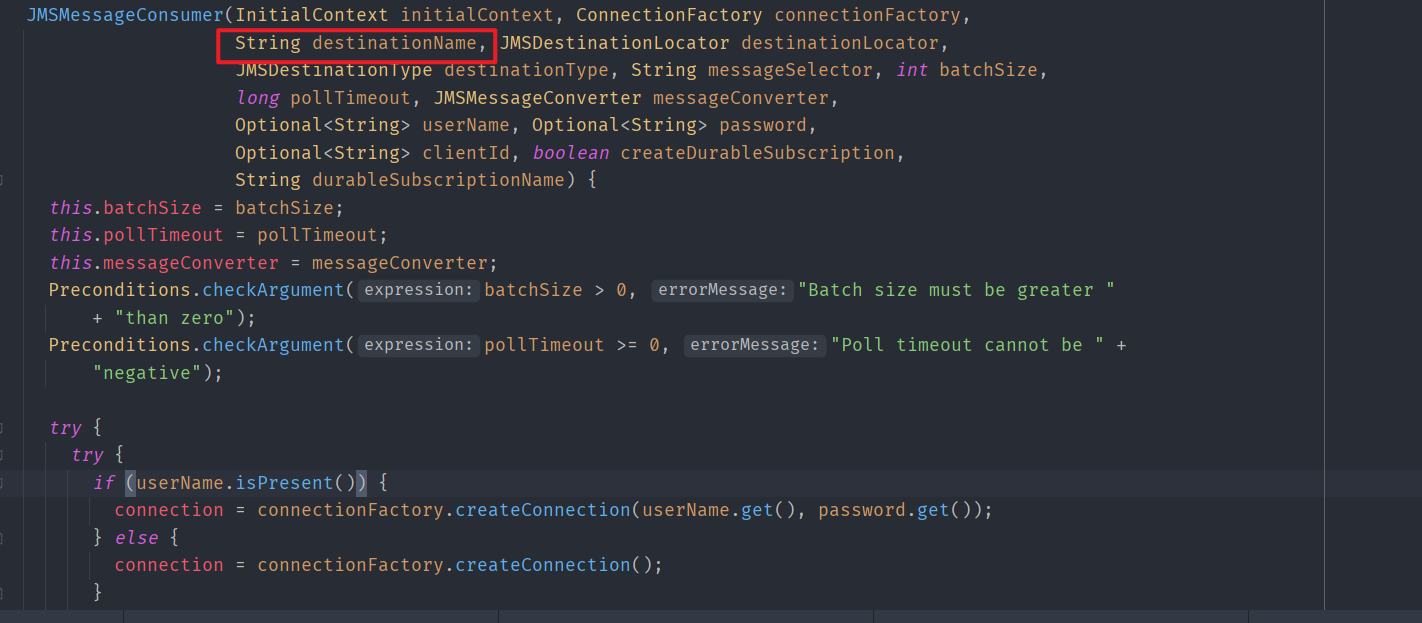 JMSMessageConsumer(InitialContext initialContext, ConnectionFactory connectionFactory,
String destinationName, JMSDestinationLocator destinationLocator,
JMSDestinationType destinationType, String messageSelector, int batchSize,
long pollTimeout, JMSMessageConverter messageConverter,
Optional<String> userName, Optional<String> password,
Optional<String> clientId, boolean createDurableSubscription,
String durableSubscriptionName) {
this.batchSize = batchSize;
this.pollTimeout = pollTimeout;
this.messageConverter = messageConverter;
Preconditions.checkArgument( expression: batchSize > 0, errorMessage: "Batch size must be greater "
+ "than zero");
Preconditions.checkArgument( expression: pollTimeout >= 0, errorMessage: "Poll timeout cannot be " +
"negative");
try {
try {
if (userName.isPresent()) {
connection = connectionFactory.createConnection(userName.get(), password.get());
} else {
connection = connectionFactory.createConnection();
}